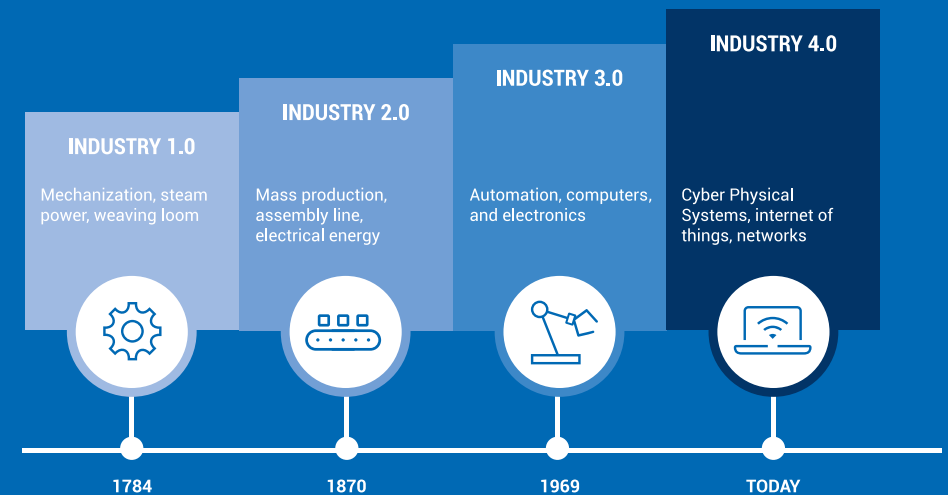 INDUSTRY 1.0
Mechanization, steam
power, weaving loom
INDUSTRY 2.0
Mass production,
assembly line,
electrical energy
INDUSTRY 3.0
Automation, computers,
and electronics
INDUSTRY 4.0
Cyber Physical
Systems, internet of
things, networks
1784
1870
1969
TODAY